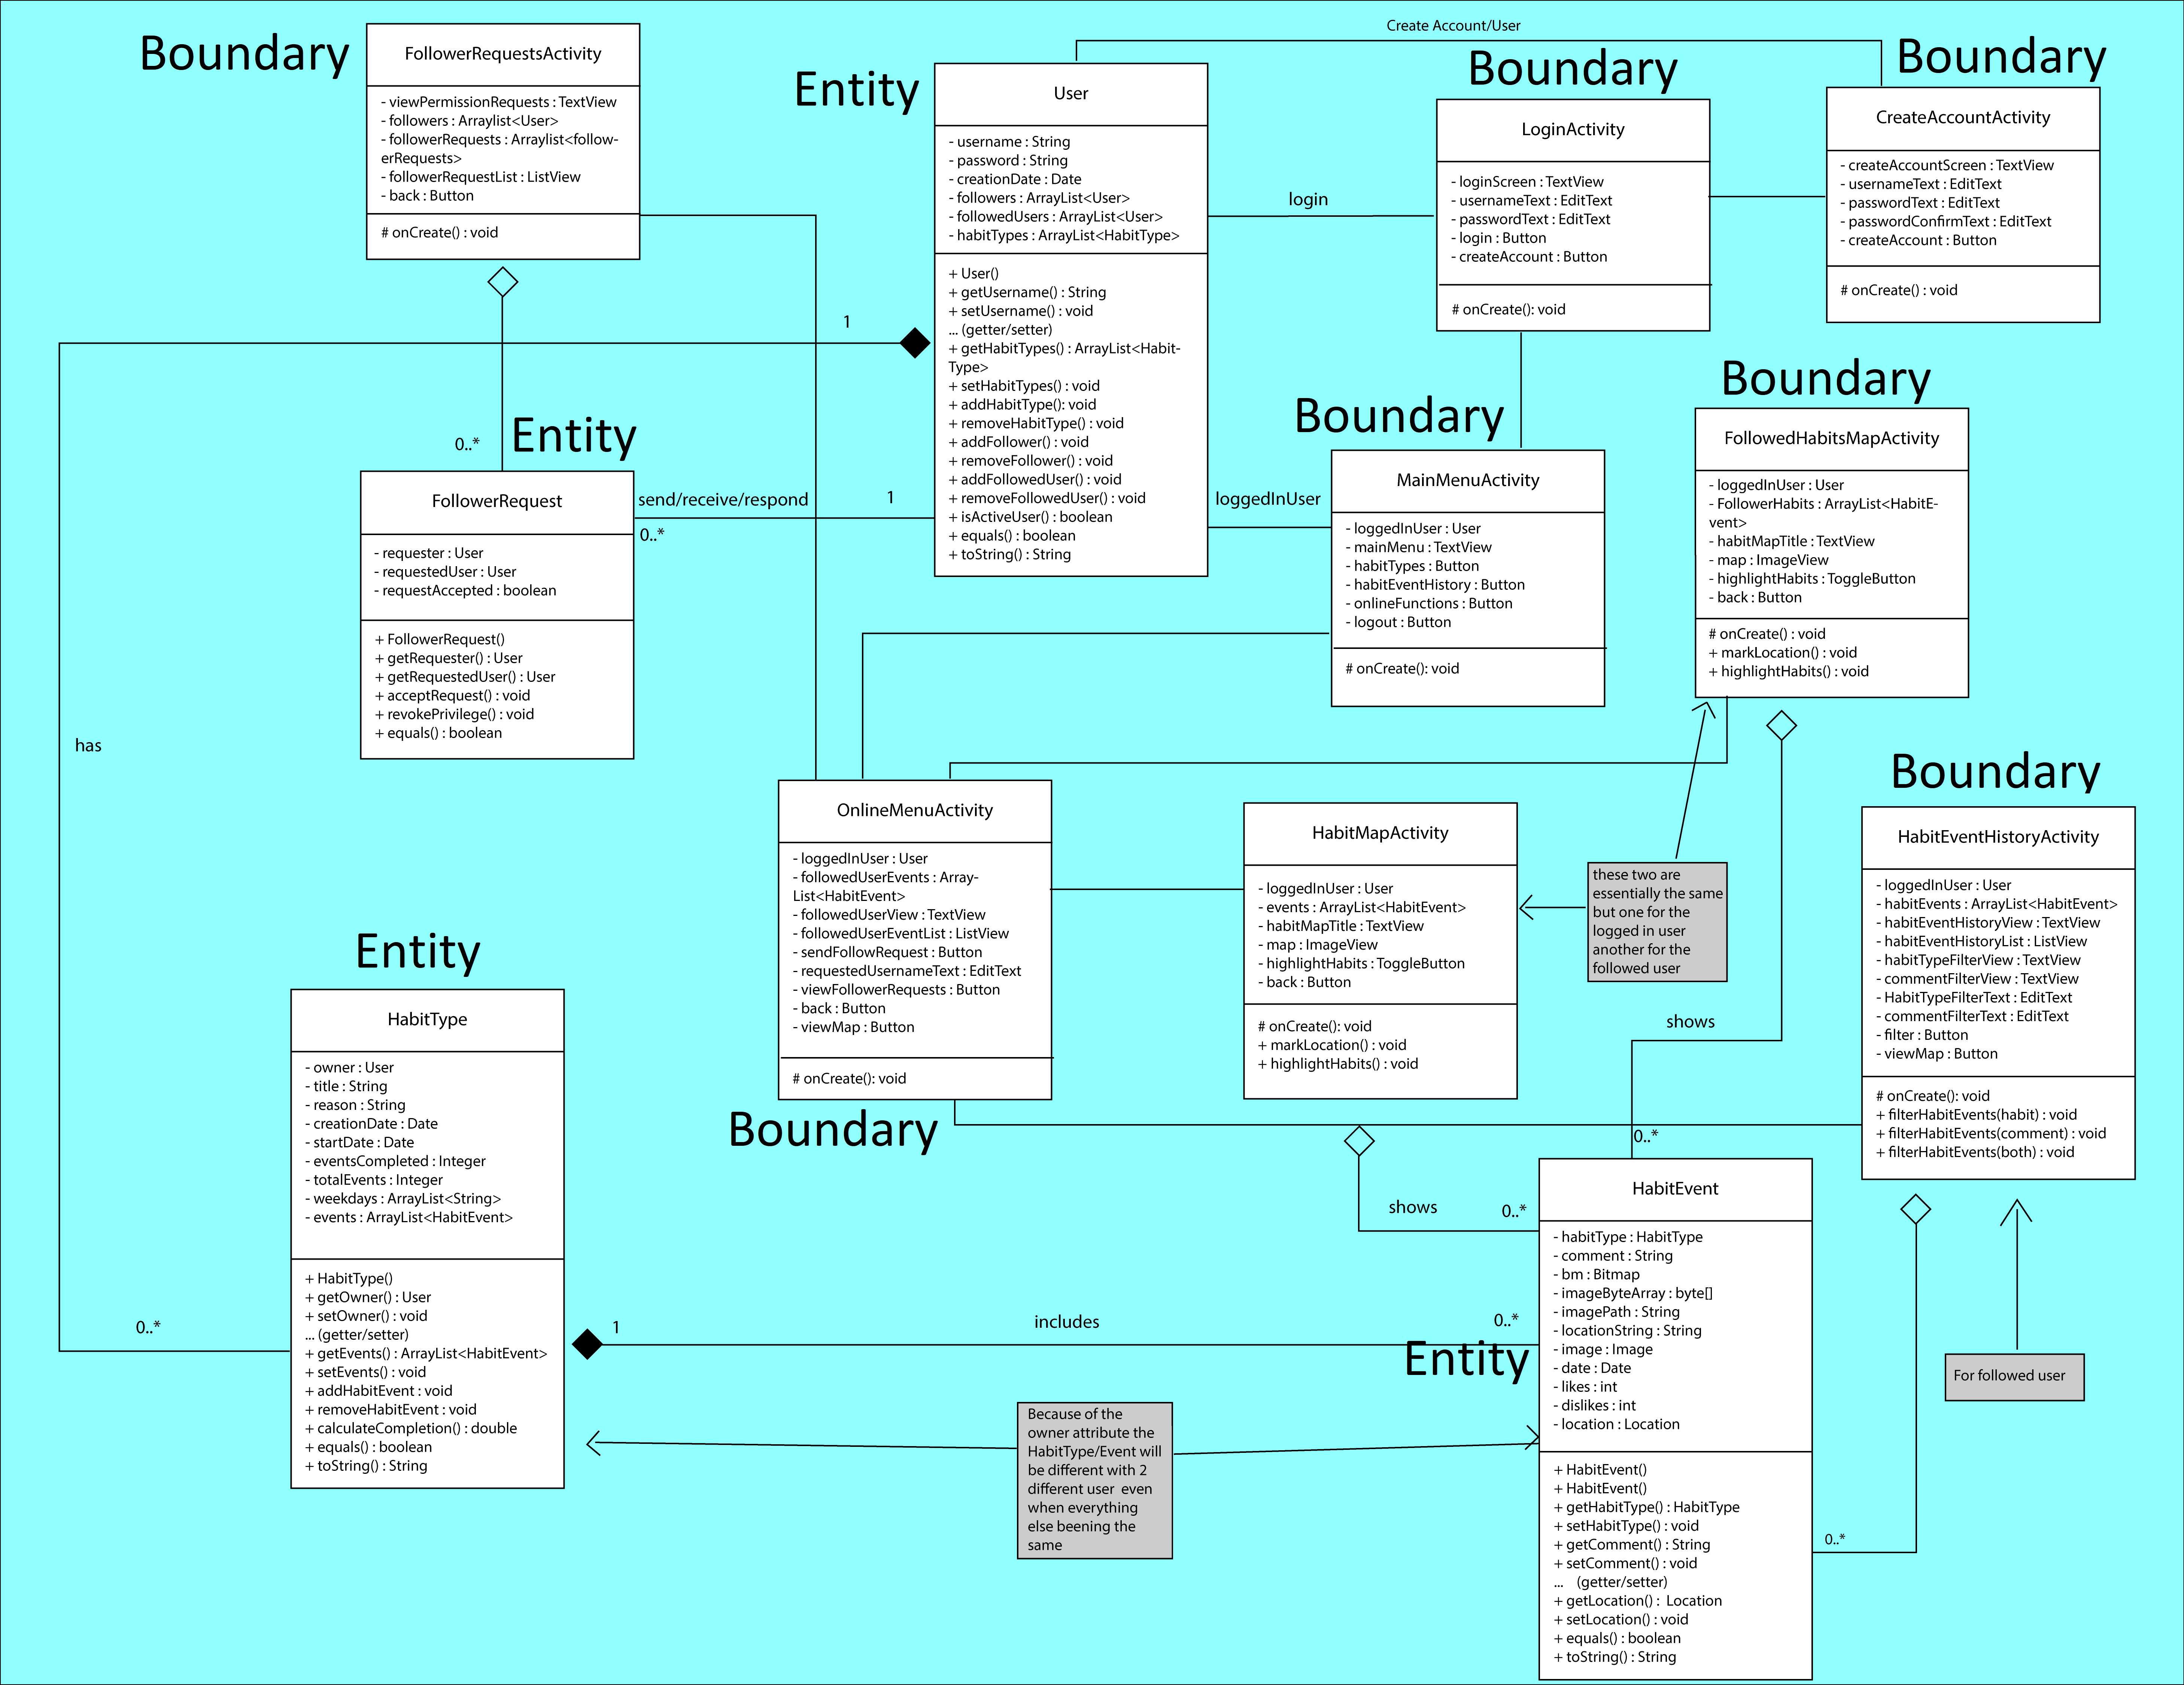 Boundary
FollowerRequestsActivity
- viewPermissionRequests : TextView
- followers : Arraylist<User>
- followerRequests : Arraylist<follow-
erRequests>
- followerRequestList : ListView
- back : Button
# onCreate() : void
Entity
User
- username : String
- password : String
- creationDate : Date
- followers : ArrayList<User>
- followedUsers : ArrayList<User>
- habitTypes : ArrayList<HabitType>
+ User()
+ getUsername() : String
+ setUsername() : void
... (getter/setter)
+ getHabitTypes() : ArrayList<Habit-
Type>
+ setHabitTypes() : void
+ addHabitType(): void
+ removeHabitType() : void
+ addFollower() : void
+ removeFollower() : void
+ addFollowedUser() : void
+ removeFollowedUser() : void
+ isActiveUser() : boolean
+ equals() : boolean
+ toString() : String
Create Account/User
Boundary
LoginActivity
- loginScreen : TextView
- usernameText : EditText
- passwordText : EditText
- login : Button
- createAccount : Button
# onCreate(): void
login
Boundary
CreateAccountActivity
- createAccountScreen : TextView
- usernameText : EditText
- passwordText : EditText
- passwordConfirmText : EditText
- createAccount : Button
# onCreate() : void
1
0..*
Entity
FollowerRequest
- requester : User
- requestedUser : User
- requestAccepted : boolean
+ FollowerRequest()
+ getRequester() : User
+ getRequestedUser() : User
+ acceptRequest() : void
+ revokePrivilege() : void
+ equals() : boolean
send/receive/respond
1
0..*
loggedInUser
Boundary
MainMenuActivity
- loggedInUser : User
- mainMenu : TextView
- habitTypes : Button
- habitEventHistory : Button
- onlineFunctions : Button
- logout : Button
# onCreate(): void
Boundary
FollowedHabitsMapActivity
- loggedInUser : User
- FollowerHabits : ArrayList<HabitE-
vent>
- habitMapTitle : TextView
- map : ImageView
- highlightHabits : ToggleButton
- back : Button
# onCreate() : void
+ markLocation() : void
+ highlightHabits() : void
has
OnlineMenuActivity
- loggedInUser : User
- followedUserEvents : Array-
List<HabitEvent>
- followedUserView : TextView
- followedUserEventList : ListView
- sendFollowRequest : Button
- requestedUsernameText : EditText
- viewFollowerRequests : Button
- back : Button
- viewMap : Button
# onCreate(): void
Boundary
HabitMapActivity
- loggedInUser : User
- events : ArrayList<HabitEvent>
- habitMapTitle : TextView
- map : ImageView
- highlightHabits : ToggleButton
- back : Button
# onCreate(): void
+ markLocation() : void
+ highlightHabits() : void
these two are
essentially the same
but one for the
logged in user
another for the
followed user
Boundary
HabitEventHistoryActivity
- loggedInUser : User
- habitEvents : ArrayList<HabitEvent>
- habitEventHistoryView : TextView
- habitEventHistoryList : ListView
- habitTypeFilterView : TextView
- commentFilterView : TextView
- HabitTypeFilterText : EditText
- commentFilterText : EditText
- filter : Button
- viewMap : Button
# onCreate(): void
+ filterHabitEvents(habit) : void
+ filterHabitEvents(comment) : void
+ filterHabitEvents(both) : void
shows
0..*
shows
0..*
Entity
HabitType
- owner : User
- title : String
- reason : String
- creationDate : Date
- startDate : Date
- eventsCompleted : Integer
- totalEvents : Integer
- weekdays : ArrayList<String>
- events : ArrayList<HabitEvent>
+ HabitType()
+ getOwner() : User
+ setOwner() : void
... (getter/setter)
+ getEvents() : ArrayList<HabitEvent>
+ setEvents() : void
+ addHabitEvent : void
+ removeHabitEvent : void
+ calculateCompletion() : double
+ equals() : boolean
+ toString() : String
0..*
1
includes
0..*
Entity
HabitEvent
- habitType : HabitType
- comment : String
- bm : Bitmap
- imageByteArray : byte[]
- imagePath : String
- locationString : String
- image : Image
- date : Date
- likes : int
- dislikes : int
- location : Location
+ HabitEvent()
+ HabitEvent()
+ getHabitType() : HabitType
+ setHabitType() : void
+ getComment() : String
+ setComment() : void
... (getter/setter)
+ getLocation() : Location
+ setLocation() : void
+ equals() : boolean
+ toString() : String
0..*
For followed user
Because of the
owner attribute the
HabitType/Event will
be different with 2
different user even
when everything
else beening the
same